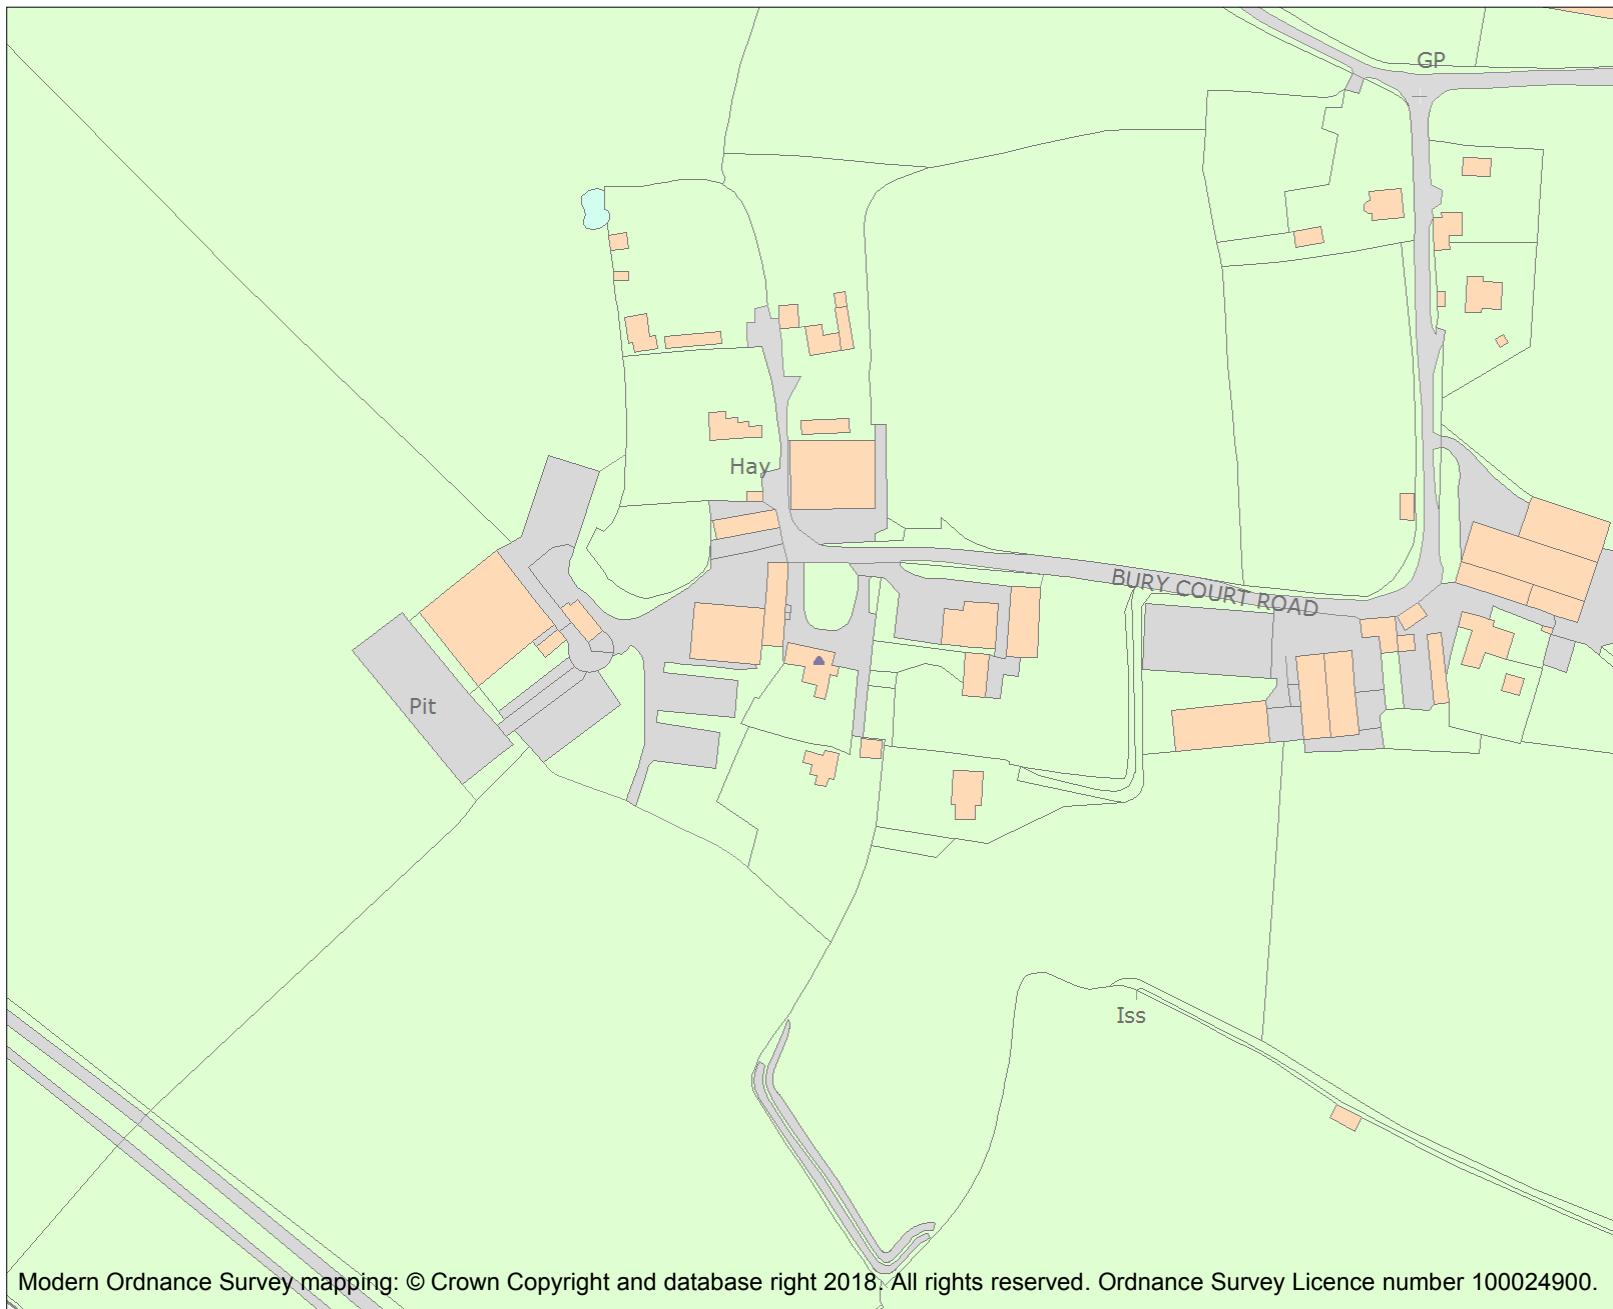 GP
Hay
BURY COURT ROAD
Pit
Iss
Modern Ordnance Survey mapping: © Crown Copyright and database right 2018. All rights reserved. Ordnance Survey Licence number 100024900.